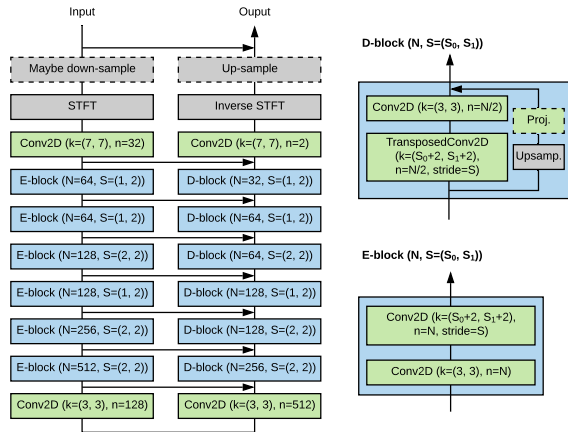 Input
Ouput
Maybe down-sample
Up-sample
STFT
Inverse STFT
Conv2D (k=(7, 7), n=32)
Conv2D (k=(7, 7), n=2)
E-block (N=64, S=(1, 2))
D-block (N=32, S=(1, 2))
E-block (N=64, S=(1, 2))
D-block (N=64, S=(1, 2))
E-block (N=128, S=(2, 2))
D-block (N=64, S=(2, 2))
E-block (N=128, S=(1, 2))
D-block (N=128, S=(1, 2))
E-block (N=256, S=(2, 2))
D-block (N=128, S=(2, 2))
E-block (N=512, S=(2, 2))
D-block (N=256, S=(2, 2))
Conv2D (k=(3, 3), n=128)
Conv2D (k=(3, 3), n=512)
D-block (N, S=(S₀, S₁))
Conv2D (k=(3, 3), n=N/2)
Proj.
TransposedConv2D
(k=(S₀+2, S₁+2),
n=N/2, stride=S)
Upsamp.
E-block (N, S=(S₀, S₁))
Conv2D (k=(S₀+2, S₁+2),
n=N, stride=S)
Conv2D (k=(3, 3), n=N)